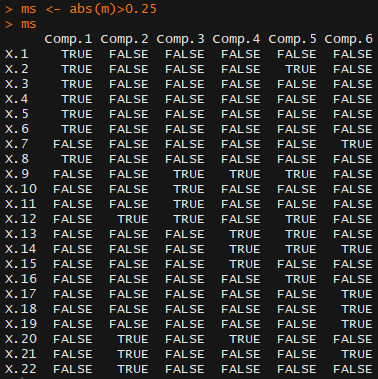 > ms <- abs(m)>0.25
> ms
Comp.1 Comp.2 Comp.3 Comp.4 Comp.5 Comp.6
X.1 TRUE FALSE FALSE FALSE FALSE FALSE
X.2 TRUE FALSE FALSE FALSE TRUE FALSE
X.3 TRUE FALSE FALSE FALSE FALSE FALSE
X.4 TRUE FALSE FALSE FALSE FALSE FALSE
X.5 TRUE FALSE FALSE FALSE FALSE FALSE
X.6 TRUE FALSE FALSE FALSE FALSE FALSE
X.7 FALSE FALSE FALSE FALSE FALSE TRUE
X.8 TRUE FALSE FALSE FALSE FALSE FALSE
X.9 FALSE FALSE TRUE TRUE FALSE FALSE
X.10 FALSE FALSE TRUE FALSE FALSE FALSE
X.11 FALSE FALSE TRUE FALSE FALSE FALSE
X.12 FALSE TRUE TRUE FALSE TRUE FALSE
X.13 FALSE FALSE FALSE TRUE TRUE FALSE
X.14 FALSE FALSE FALSE TRUE TRUE TRUE
X.15 FALSE FALSE FALSE TRUE FALSE TRUE
X.16 FALSE FALSE FALSE FALSE TRUE FALSE
X.17 FALSE FALSE FALSE FALSE FALSE TRUE
X.18 FALSE FALSE FALSE FALSE FALSE TRUE
X.19 FALSE FALSE FALSE FALSE FALSE TRUE
X.20 FALSE TRUE FALSE TRUE FALSE FALSE
X.21 FALSE TRUE FALSE FALSE FALSE TRUE
X.22 FALSE TRUE FALSE FALSE FALSE TRUE